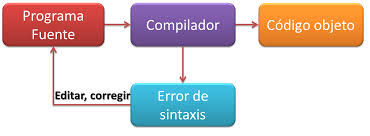 Programa
Fuente
Compilador
Código objeto
Editar, corregir
Error de
sintaxis